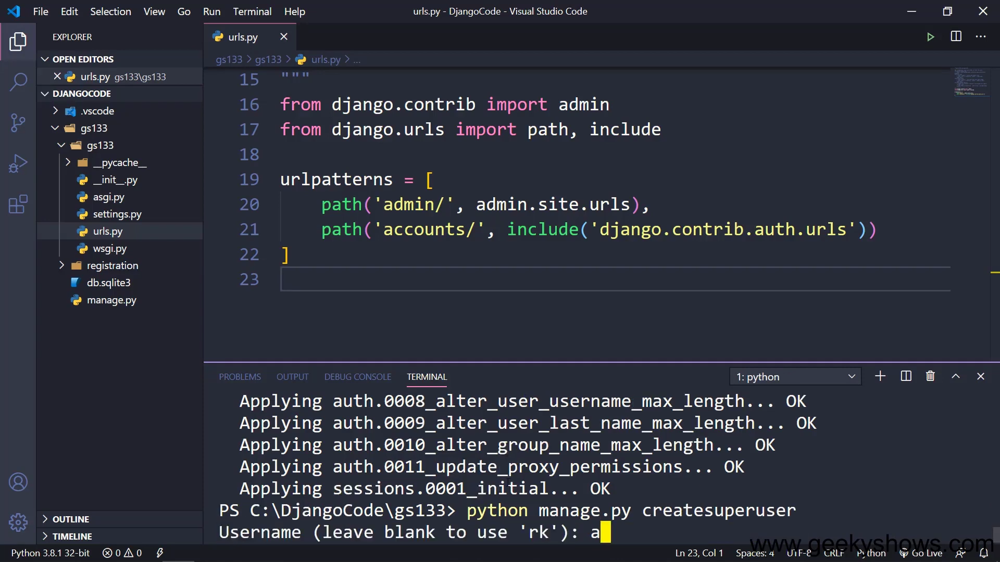 File Edit Selection View Go Run Terminal Help
urls.py - DjangoCode - Visual Studio Code
EXPLORER
OPEN EDITORS
urls.py gs133\gs133
DJANGOCODE
.vscode
gs133
gs133
__pycache__
__init__.py
asgi.py
settings.py
urls.py
wsgi.py
registration
db.sqlite3
manage.py
OUTLINE
TIMELINE
urls.py
gs133 > gs133 > urls.py > ...
15 """
16 from django.contrib import admin
17 from django.urls import path, include
18
19 urlpatterns = [
20 path('admin/', admin.site.urls),
21 path('accounts/', include('django.contrib.auth.urls'))
22 ]
23
PROBLEMS OUTPUT DEBUG CONSOLE TERMINAL
1: python
Applying auth.0008_alter_user_username_max_length... OK
Applying auth.0009_alter_user_last_name_max_length... OK
Applying auth.0010_alter_group_name_max_length... OK
Applying auth.0011_update_proxy_permissions... OK
Applying sessions.0001_initial... OK
PS C:\DjangoCode\gs133> python manage.py createsuperuser
Username (leave blank to use 'rk'): a
www.geekyshows.com
Python 3.8.1 32-bit 0 0 Ln 23, Col 1 Spaces: 4 UTF-8 CRLF Python Go Live